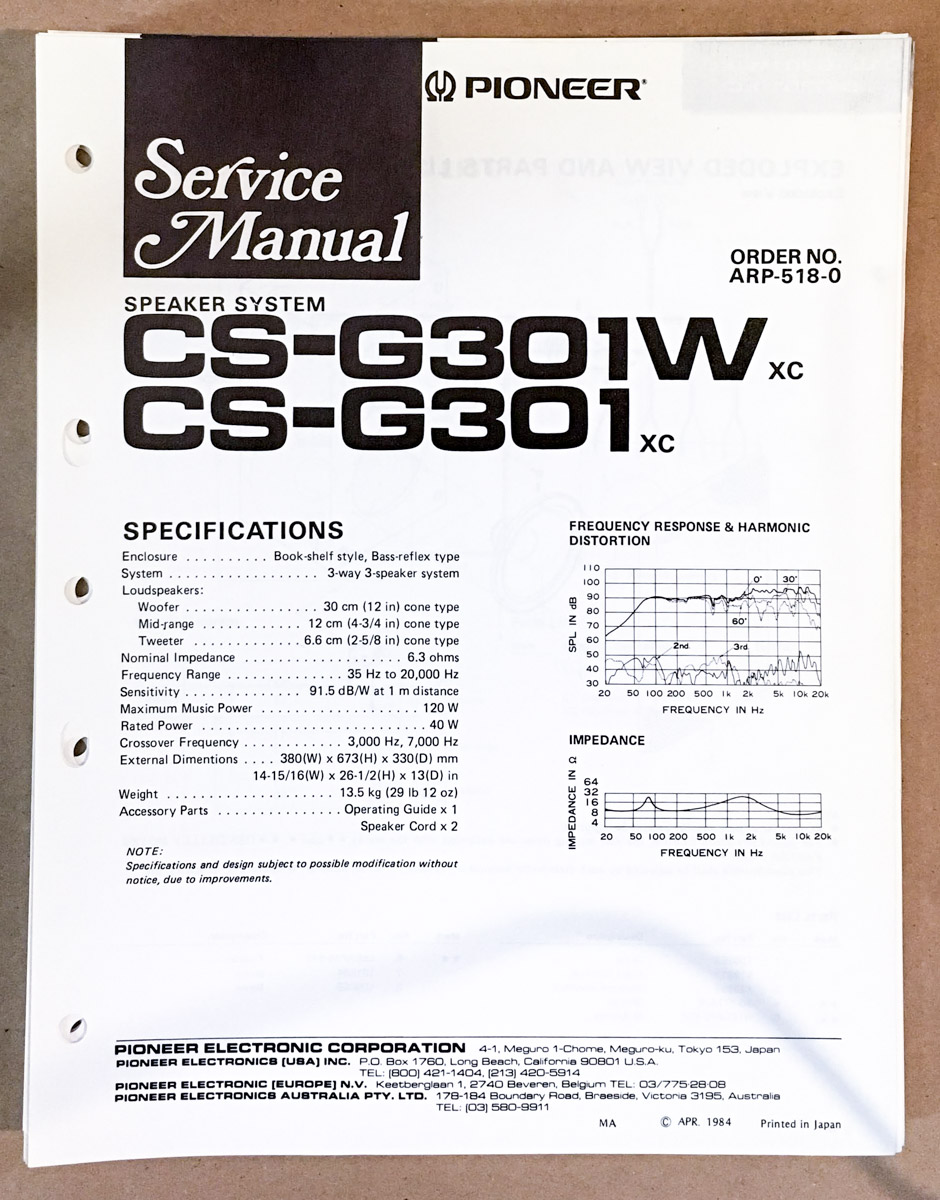 PIONEER®
Service
Manual
ORDER NO.
ARP-518-0
SPEAKER SYSTEM
CS-G301W XC
CS-G301 XC
SPECIFICATIONS
Enclosure .......... Book-shelf style, Bass-reflex type
System .................. 3-way 3-speaker system
Loudspeakers:
Woofer ................ 30 cm (12 in) cone type
Mid-range ............ 12 cm (4-3/4 in) cone type
Tweeter ............. 6.6 cm (2-5/8 in) cone type
Nominal Impedance ................... 6.3 ohms
Frequency Range .............. 35 Hz to 20,000 Hz
Sensitivity ............. 91.5 dB/W at 1 m distance
Maximum Music Power ................... 120 W
Rated Power .......................... 40 W
Crossover Frequency ............ 3,000 Hz, 7,000 Hz
External Dimentions .... 380(W) x 673(H) x 330(D) mm
14-15/16(W) x 26-1/2(H) x 13(D) in
Weight .................... 13.5 kg (29 lb 12 oz)
Accessory Parts ................ Operating Guide x 1
Speaker Cord x 2
NOTE:
Specifications and design subject to possible modification without
notice, due to improvements.
FREQUENCY RESPONSE & HARMONIC
DISTORTION
SPL IN dB
110
100
90
80
70
60
50
40
30
0°
30°
60°
2nd
3rd
20 50 100 200 500 1k 2k 5k 10k 20k
FREQUENCY IN Hz
IMPEDANCE
IMPEDANCE IN Ω
64
32
16
8
4
20 50 100 200 500 1k 2k 5k 10k 20k
FREQUENCY IN Hz
PIONEER ELECTRONIC CORPORATION 4-1, Meguro 1-Chome, Meguro-ku, Tokyo 153, Japan
PIONEER ELECTRONICS [USA] INC. P.O. Box 1760, Long Beach, California 90801 U.S.A.
TEL: [800] 421-1404, [213] 420-5914
PIONEER ELECTRONIC [EUROPE] N.V. Keetberglaan 1, 2740 Beveren, Belgium TEL: 03/775·28·08
PIONEER ELECTRONICS AUSTRALIA PTY. LTD. 178-184 Boundary Road, Braeside, Victoria 3195, Australia
TEL: [03] 580-9911
MA © APR. 1984 Printed in Japan